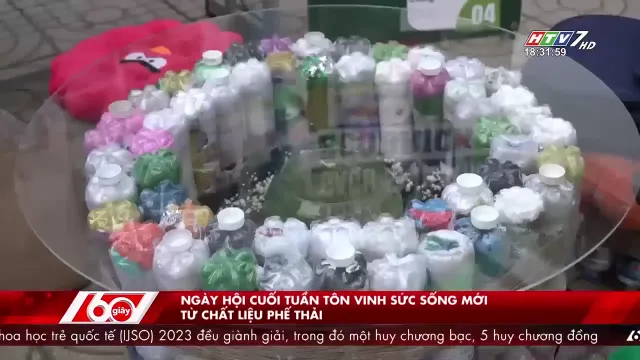 04
HTV7 HD
18:31:59
60 giây
NGÀY HỘI CUỐI TUẦN TÔN VINH SỨC SỐNG MỚI
TỪ CHẤT LIỆU PHẾ THẢI
hoa học trẻ quốc tế (IJSO) 2023 đều giành giải, trong đó một huy chương bạc, 5 huy chương đồng